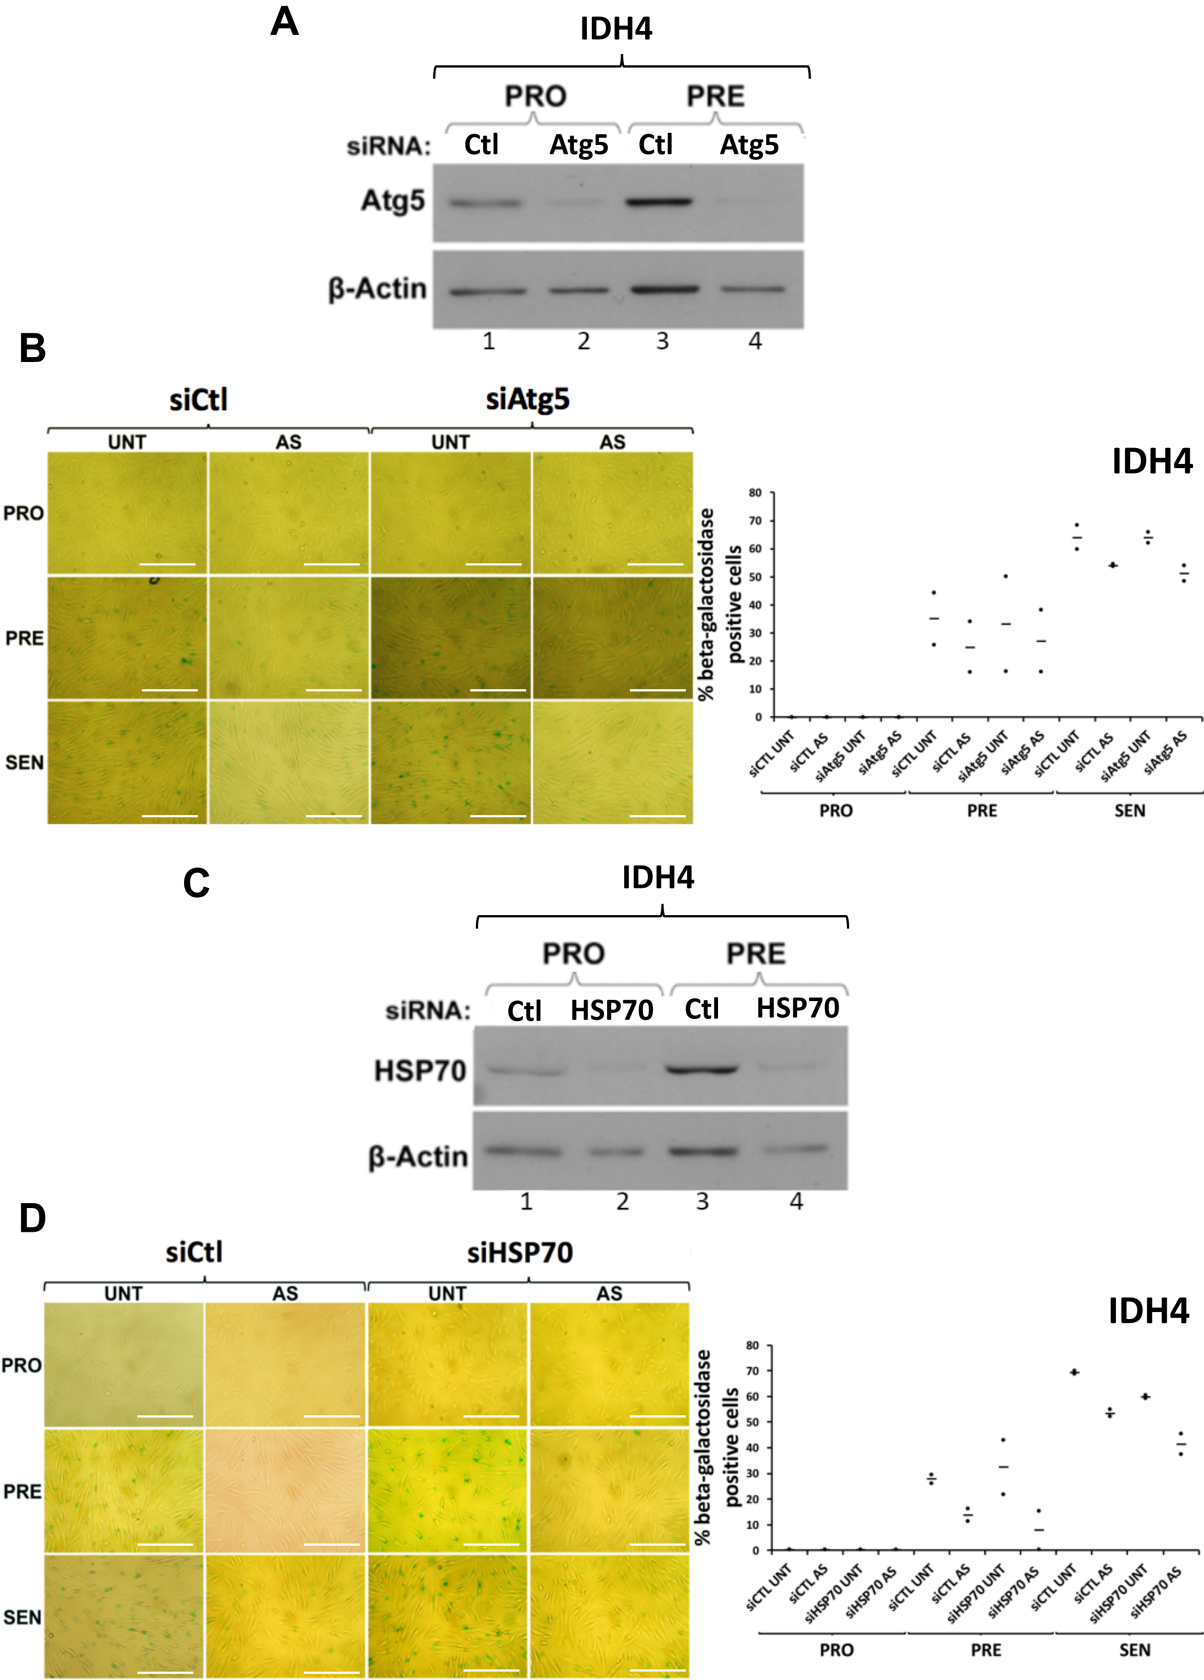 A
IDH4
PRO PRE
siRNA: Ctl Atg5 Ctl Atg5
Atg5
β-Actin
1 2 3 4
B
siCtl siAtg5
UNT AS UNT AS
PRO
PRE
SEN
IDH4
% beta-galactosidase
positive cells
80
70
60
50
40
30
20
10
0
siCTL UNT siCTL AS siAtg5 UNT siAtg5 AS siCTL UNT siCTL AS siAtg5 UNT siAtg5 AS siCTL UNT siCTL AS siAtg5 UNT siAtg5 AS
PRO PRE SEN
C
IDH4
PRO PRE
siRNA: Ctl HSP70 Ctl HSP70
HSP70
β-Actin
1 2 3 4
D
siCtl siHSP70
UNT AS UNT AS
PRO
PRE
SEN
IDH4
% beta-galactosidase
positive cells
80
70
60
50
40
30
20
10
0
siCTL UNT siCTL AS siHSP70 UNT siHSP70 AS siCTL UNT siCTL AS siHSP70 UNT siHSP70 AS siCTL UNT siCTL AS siHSP70 UNT siHSP70 AS
PRO PRE SEN